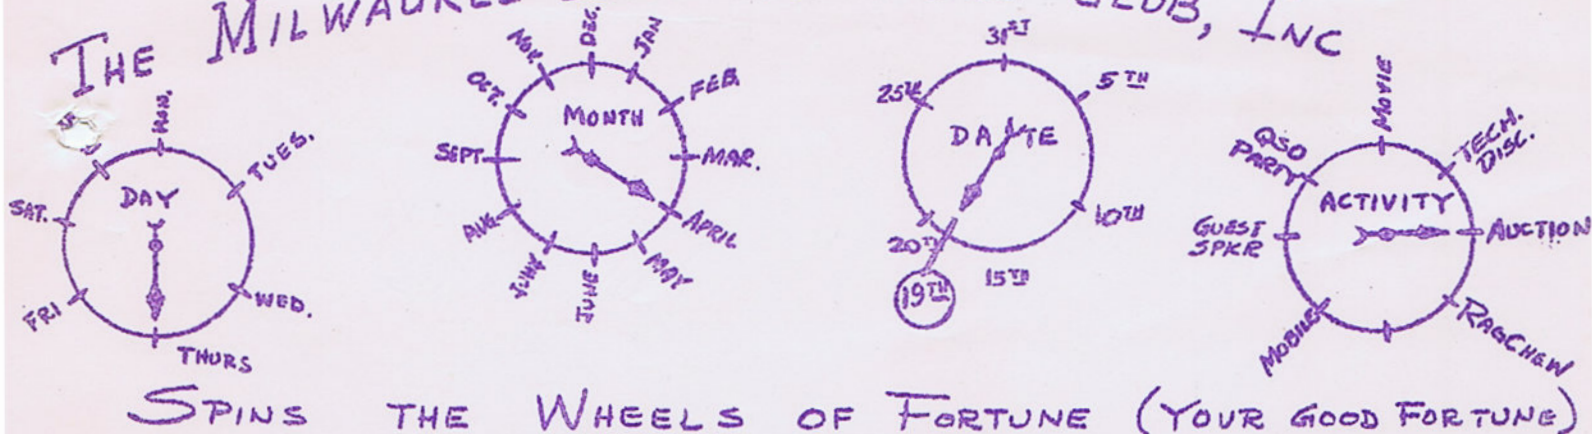 THE MILWAUKEE CLUB, INC
MON.
TUES.
WED.
THURS
FRI
SAT.
DAY
DEC.
JAN
FEB.
MAR.
APRIL
MAY
JUNE
JULY
AUG.
SEPT
OCT.
NOV.
MONTH
31ST
5TH
10TH
15TH
19TH
20TH
25TH
DATE
MOVIE
TECH.
DISC.
AUCTION
RAGCHEW
MOBILE
GUEST
SPKR
QSO
PARTY
ACTIVITY
SPINS THE WHEELS OF FORTUNE (YOUR GOOD FORTUNE)